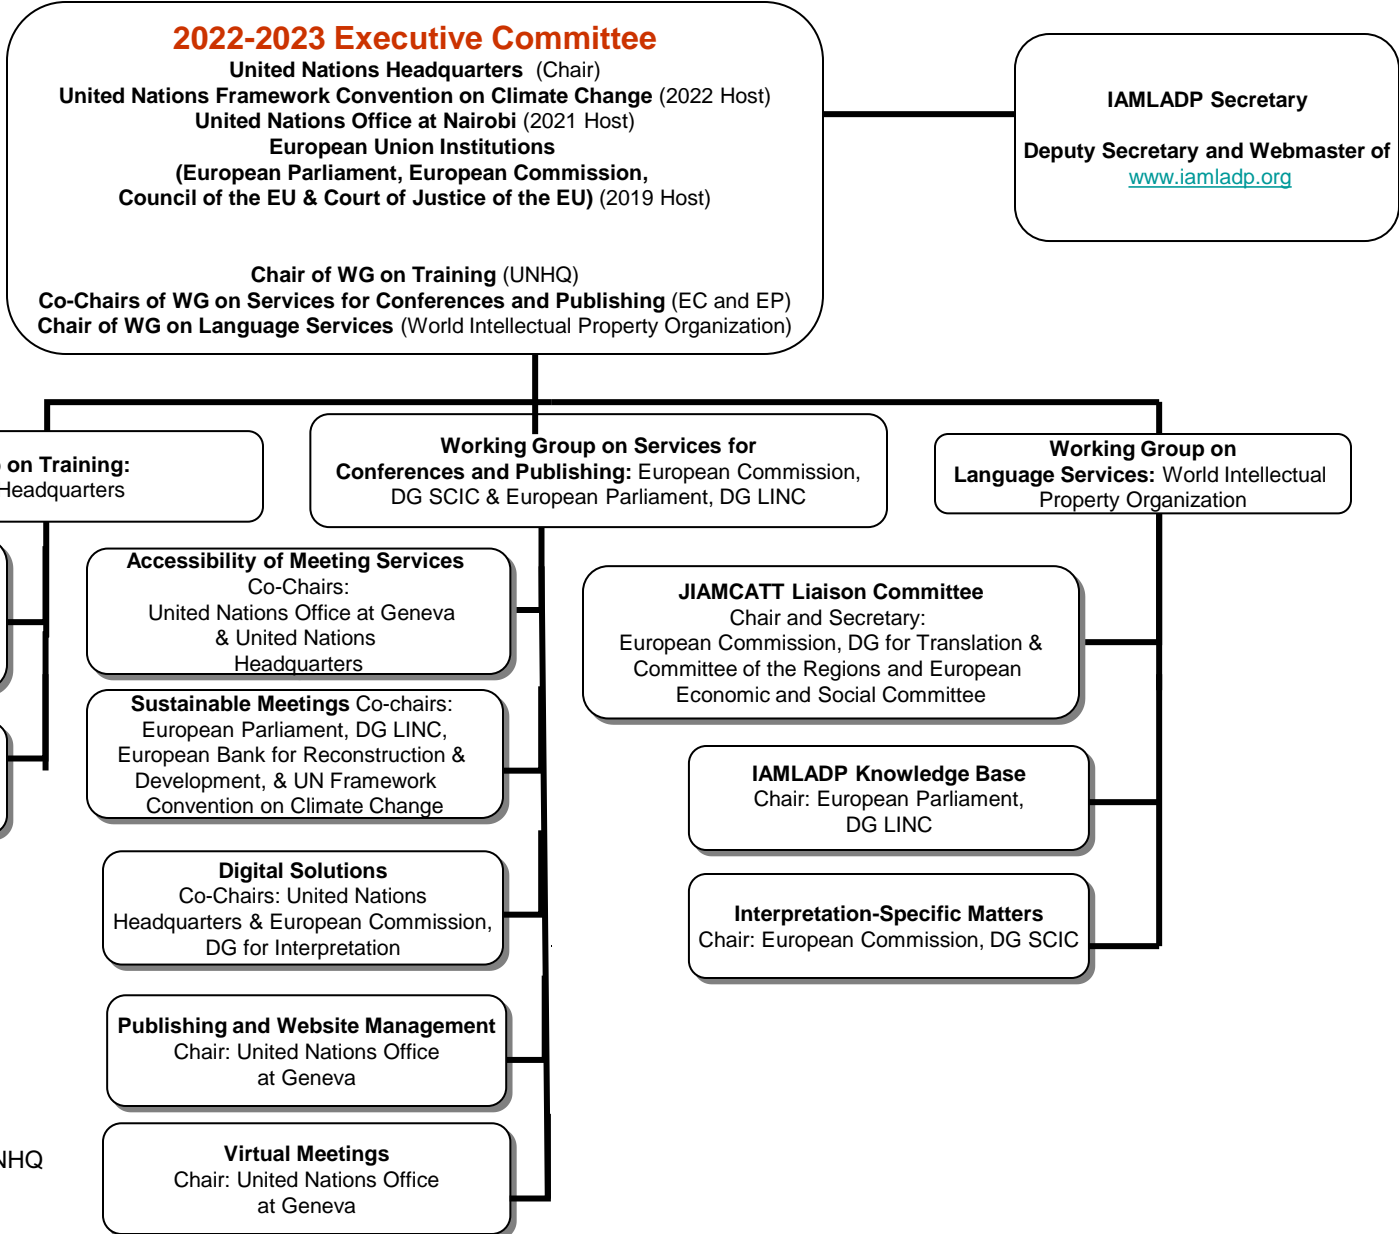 2022-2023 Executive Committee
United Nations Headquarters (Chair)
United Nations Framework Convention on Climate Change (2022 Host)
United Nations Office at Nairobi (2021 Host)
European Union Institutions
(European Parliament, European Commission,
Council of the EU & Court of Justice of the EU) (2019 Host)
Chair of WG on Training (UNHQ)
Co-Chairs of WG on Services for Conferences and Publishing (EC and EP)
Chair of WG on Language Services (World Intellectual Property Organization)
IAMLADP Secretary
Deputy Secretary and Webmaster of
www.iamladp.org
on Training:
Headquarters
Working Group on Services for
Conferences and Publishing: European Commission,
DG SCIC & European Parliament, DG LINC
Working Group on
Language Services: World Intellectual
Property Organization
Accessibility of Meeting Services
Co-Chairs:
United Nations Office at Geneva
& United Nations
Headquarters
Sustainable Meetings Co-chairs:
European Parliament, DG LINC,
European Bank for Reconstruction &
Development, & UN Framework
Convention on Climate Change
Digital Solutions
Co-Chairs: United Nations
Headquarters & European Commission,
DG for Interpretation
Publishing and Website Management
Chair: United Nations Office
at Geneva
Virtual Meetings
Chair: United Nations Office
at Geneva
JIAMCATT Liaison Committee
Chair and Secretary:
European Commission, DG for Translation &
Committee of the Regions and European
Economic and Social Committee
IAMLADP Knowledge Base
Chair: European Parliament,
DG LINC
Interpretation-Specific Matters
Chair: European Commission, DG SCIC
NHQ